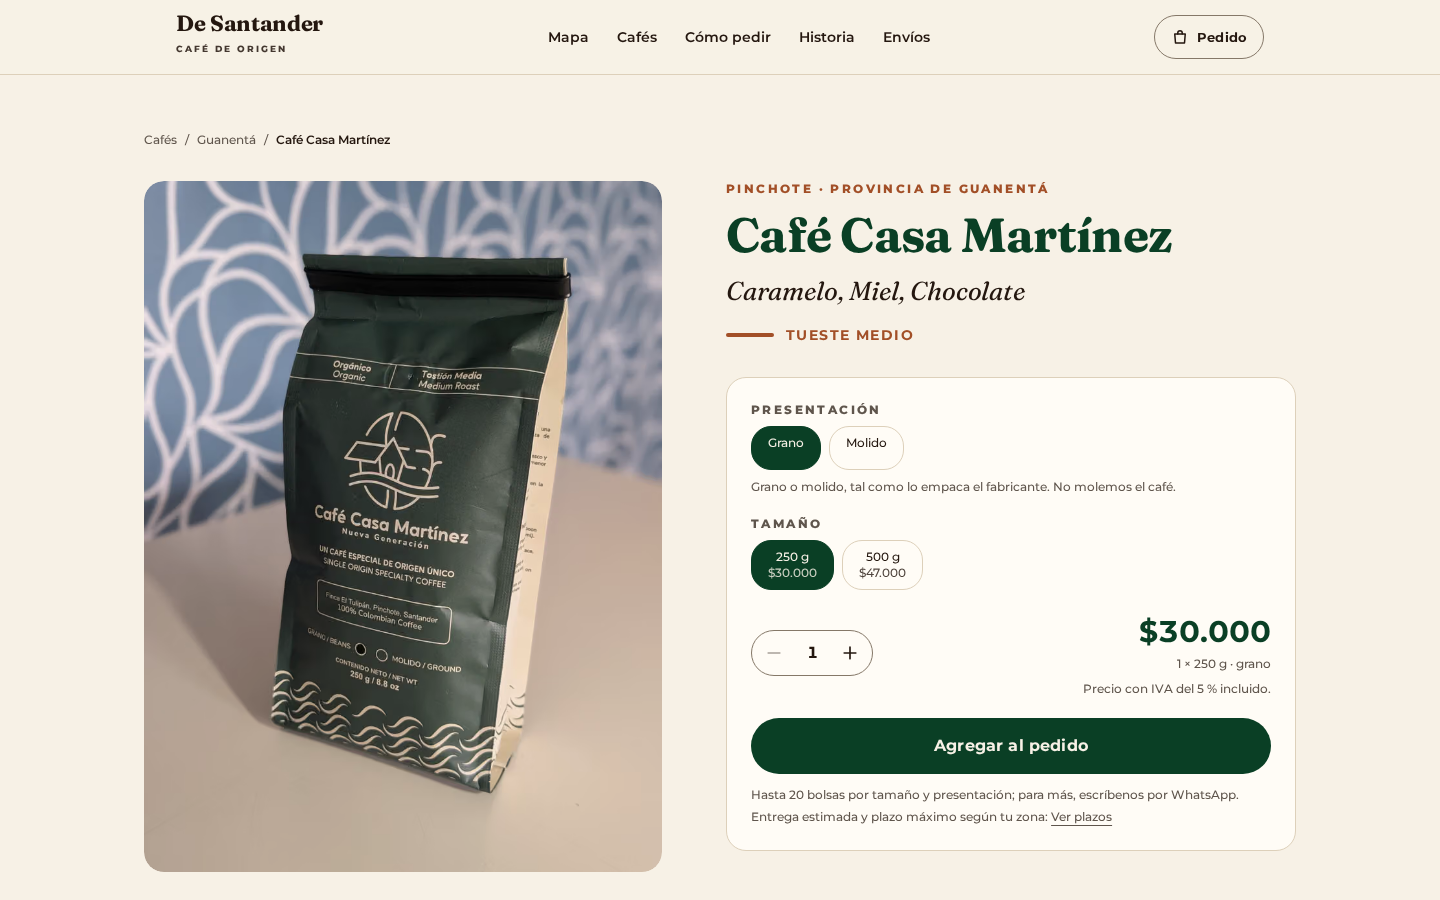 De Santander
CAFÉ DE ORIGEN
Mapa
Cafés
Cómo pedir
Historia
Envíos
Pedido
Cafés / Guanentá / Café Casa Martínez
Orgánico
Organic
Tostión Media
Medium Roast
Café Casa Martínez
Nueva Generación
UN CAFÉ ESPECIAL DE ORIGEN ÚNICO
SINGLE ORIGIN SPECIALTY COFFEE
Finca El Tulipán, Pinchote, Santander
100% Colombian Coffee
GRANO / BEANS
MOLIDO / GROUND
CONTENIDO NETO / NET WT
250 g / 8.8 oz
PINCHOTE · PROVINCIA DE GUANENTÁ
Café Casa Martínez
Caramelo, Miel, Chocolate
TUESTE MEDIO
PRESENTACIÓN
Grano
Molido
Grano o molido, tal como lo empaca el fabricante. No molemos el café.
TAMAÑO
250 g
$30.000
500 g
$47.000
− 1 +
$30.000
1 × 250 g · grano
Precio con IVA del 5 % incluido.
Agregar al pedido
Hasta 20 bolsas por tamaño y presentación; para más, escríbenos por WhatsApp.
Entrega estimada y plazo máximo según tu zona: Ver plazos